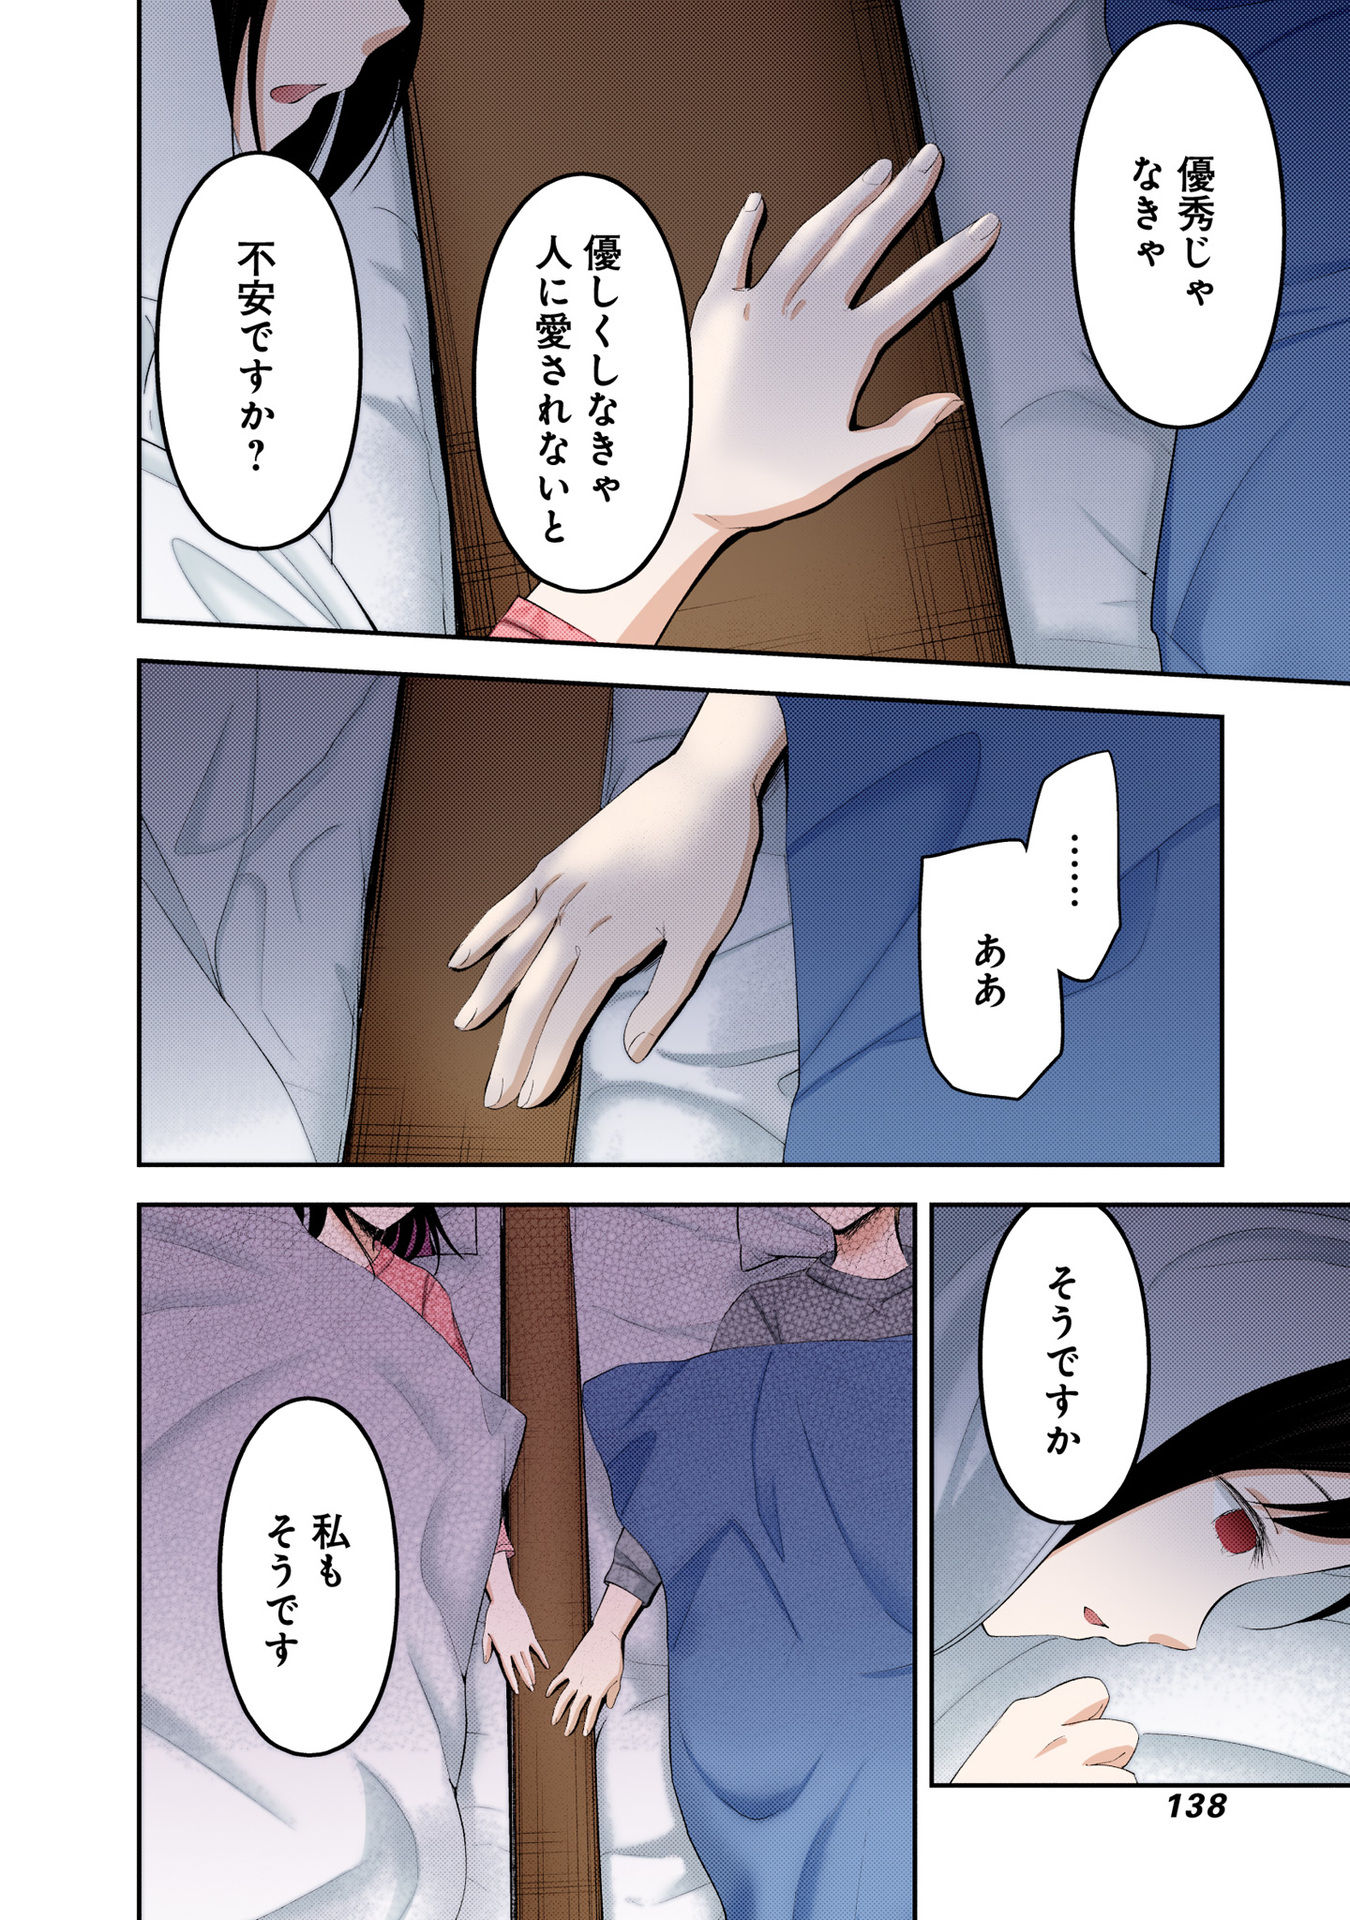 優秀じゃ
なきゃ
優しくしなきゃ
人に愛されないと
不安ですか？
……
ああ
そうですか
私も
そうです
138